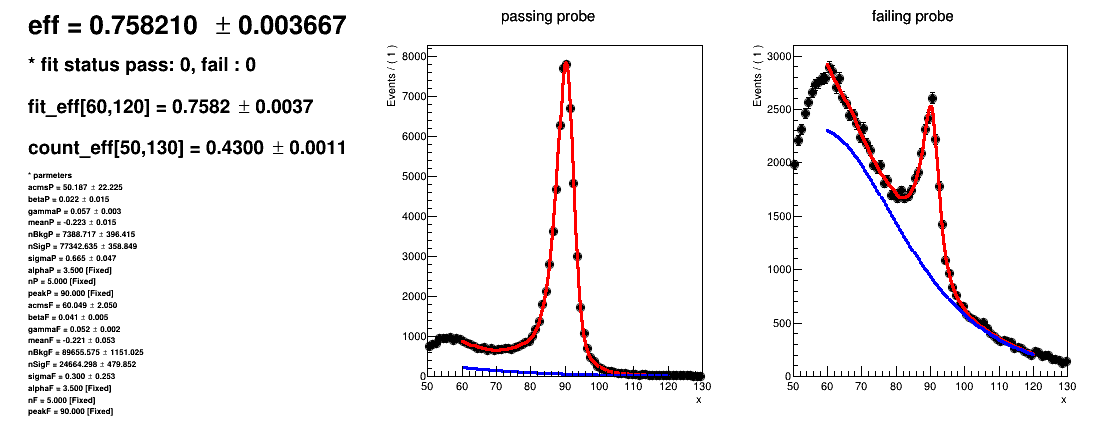 eff = 0.758210 ± 0.003667
* fit status pass: 0, fail : 0
fit_eff[60,120] = 0.7582 ± 0.0037
count_eff[50,130] = 0.4300 ± 0.0011
* parmeters
acmsP = 50.187 ± 22.225
betaP = 0.022 ± 0.015
gammaP = 0.057 ± 0.003
meanP = -0.223 ± 0.015
nBkgP = 7388.717 ± 396.415
nSigP = 77342.635 ± 358.849
sigmaP = 0.665 ± 0.047
alphaP = 3.500 [Fixed]
nP = 5.000 [Fixed]
peakP = 90.000 [Fixed]
acmsF = 60.049 ± 2.050
betaF = 0.041 ± 0.005
gammaF = 0.052 ± 0.002
meanF = -0.221 ± 0.053
nBkgF = 89655.575 ± 1151.025
nSigF = 24664.298 ± 479.852
sigmaF = 0.300 ± 0.253
alphaF = 3.500 [Fixed]
nF = 5.000 [Fixed]
peakF = 90.000 [Fixed]
passing probe
Events / ( 1 )
8000
7000
6000
5000
4000
3000
2000
1000
0
50 60 70 80 90 100 110 120 130
x
failing probe
Events / ( 1 )
3000
2500
2000
1500
1000
500
0
50 60 70 80 90 100 110 120 130
x